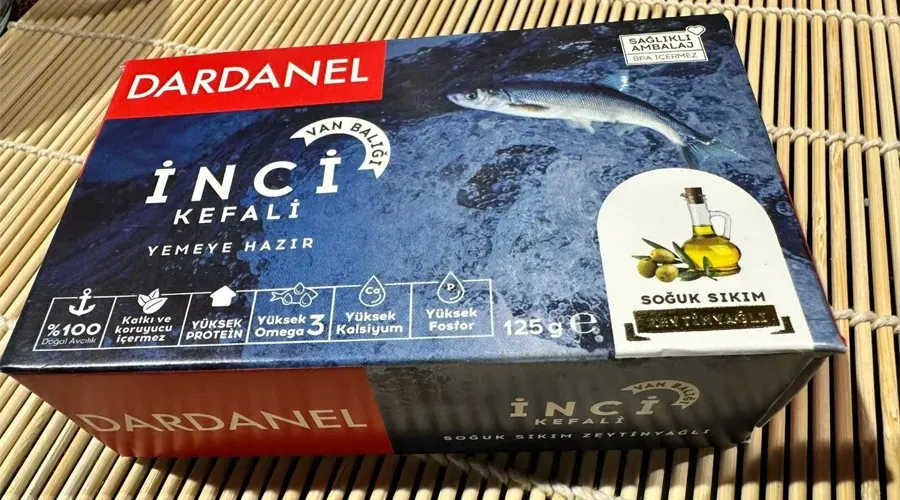 DARDANEL
SAĞLIKLI
AMBALAJ
BPA İÇERMEZ
VAN BALIĞI
İNCİ
KEFALİ
YEMEYE HAZIR
%100
Doğal Avcılık
Katkı ve
koruyucu
içermez
YÜKSEK
PROTEİN
Yüksek
Omega 3
Ca
Yüksek
Kalsiyum
P
Yüksek
Fosfor
125 g e
SOĞUK SIKIM
ZEYTİNYAĞLI
DARDANEL
VAN BALIĞI
İNCİ
KEFALİ
SOĞUK SIKIM ZEYTİNYAĞLI